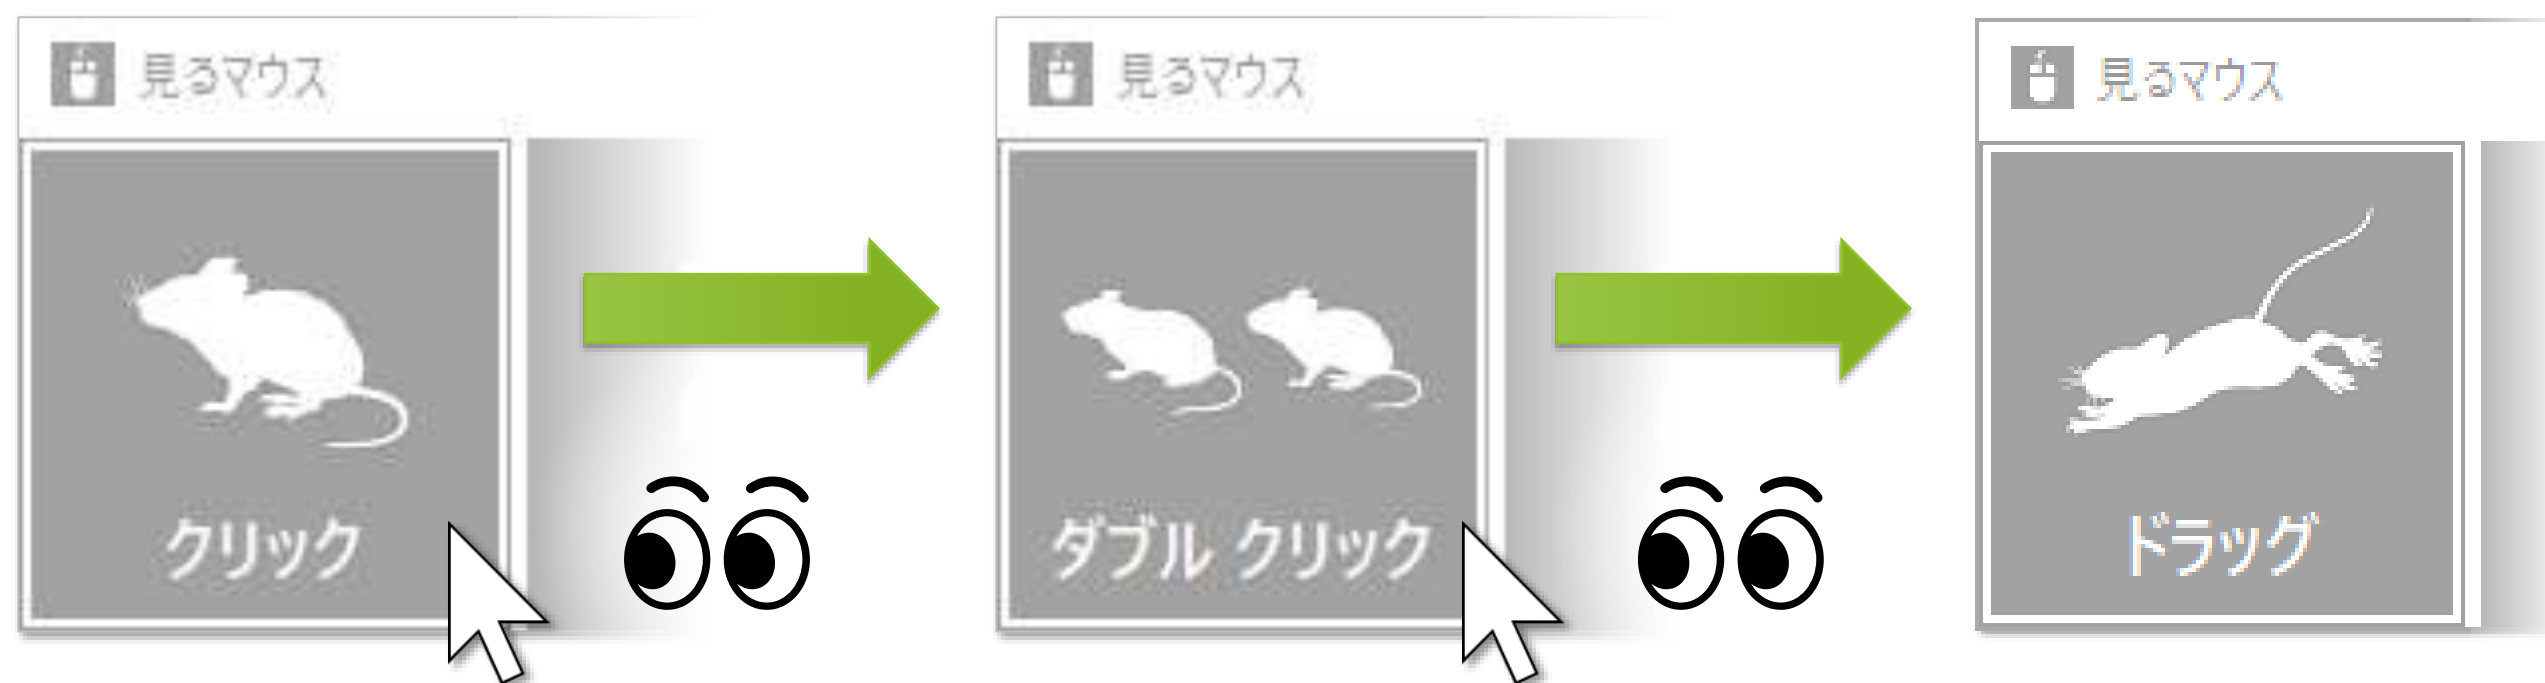 見るマウス
クリック
見るマウス
ダブル クリック
見るマウス
ドラッグ